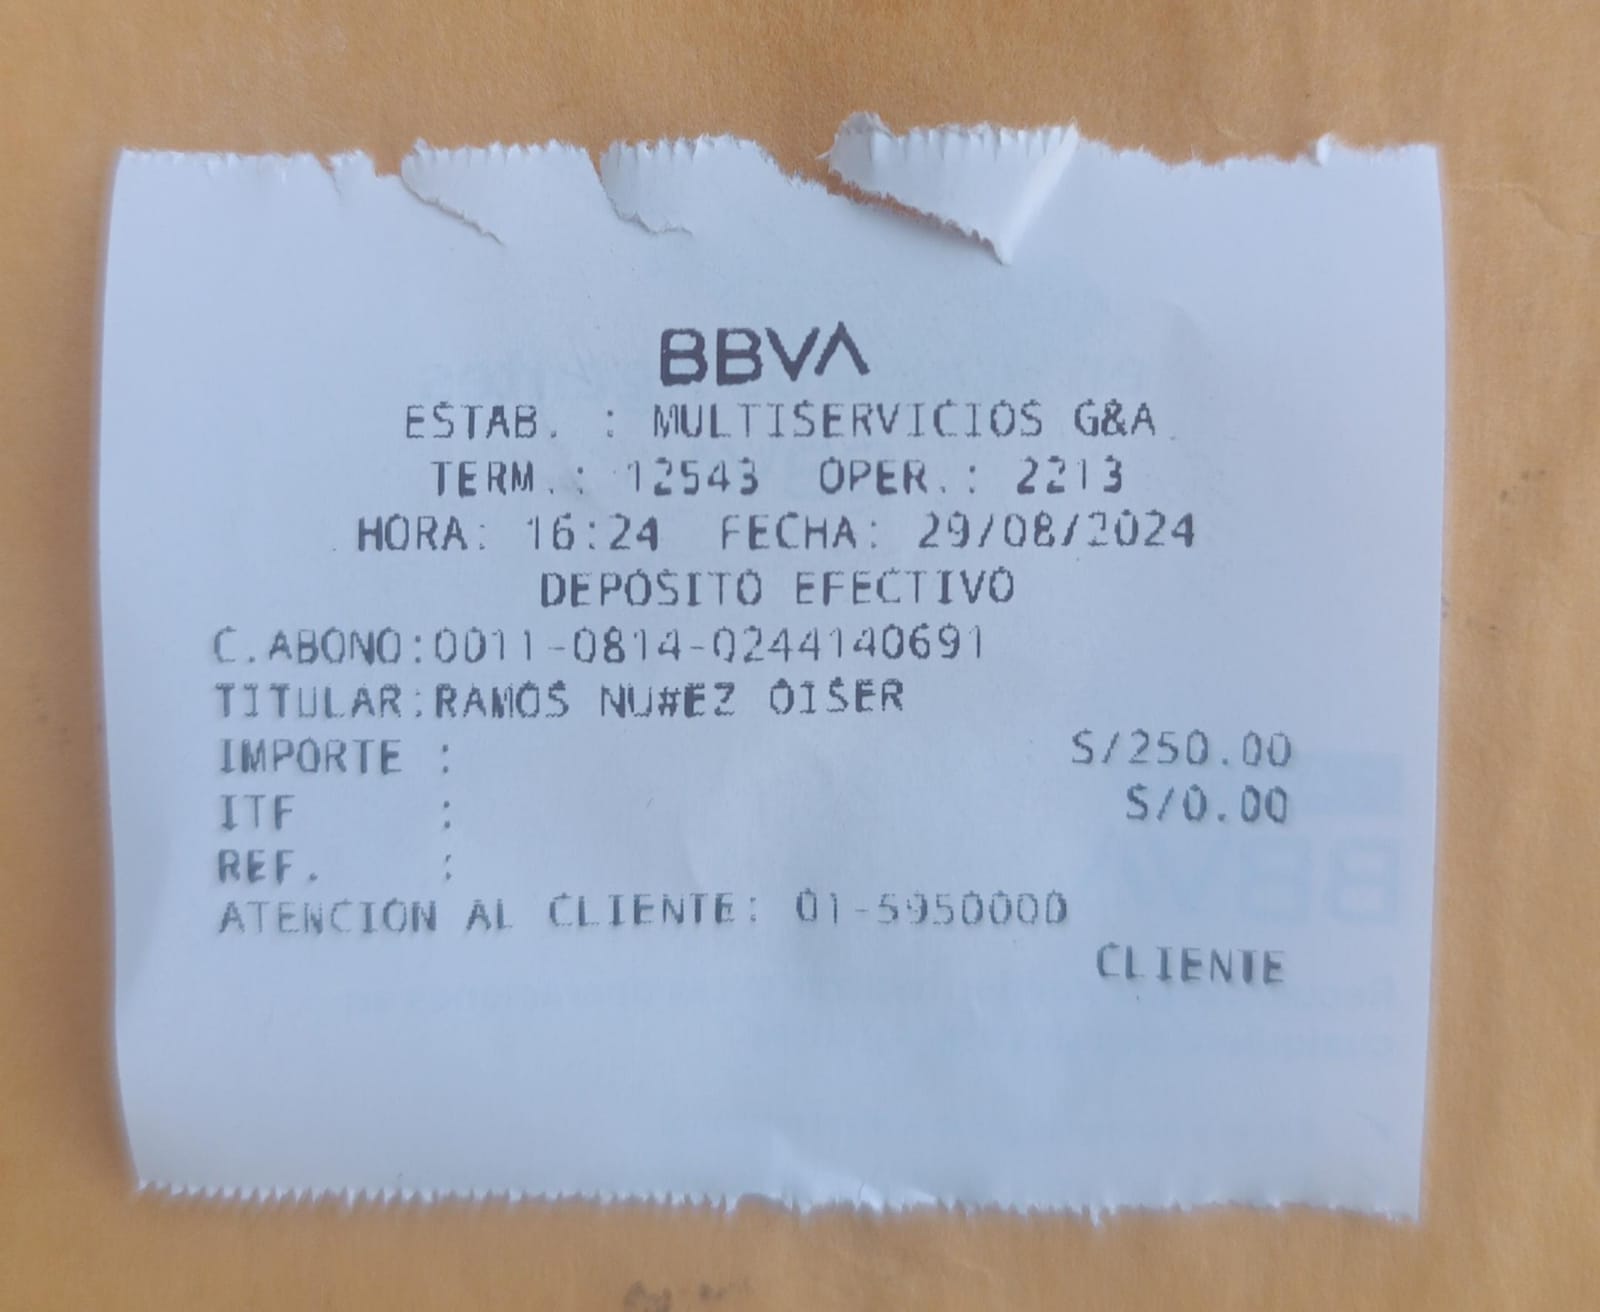 BBVA
ESTAB. : MULTISERVICIOS G&A
TERM.: 12543 OPER.: 2213
HORA: 16:24 FECHA: 29/08/2024
DEPOSITO EFECTIVO
C.ABONO:0011-0814-0244140691
TITULAR:RAMOS NU#EZ OISER
IMPORTE : S/250.00
ITF : S/0.00
REF. :
ATENCION AL CLIENTE: 01-5950000
CLIENTE
BBVA